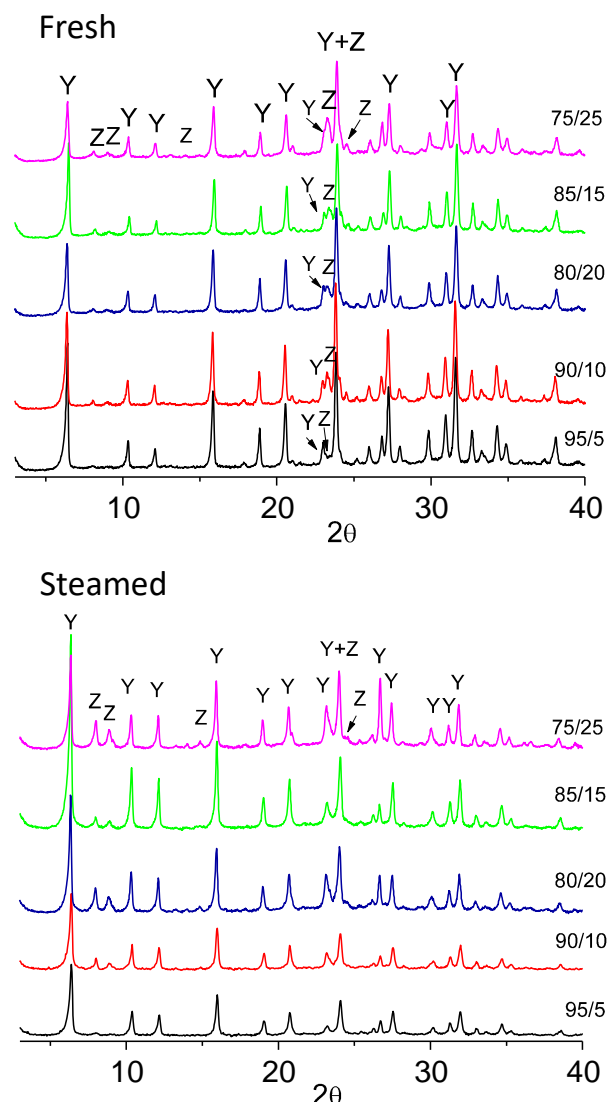 Fresh
Y+Z
Y Y Y Y Z Z Y
Z Z Y Y Z Y Y Y 75/25
Z 85/15
Y
Z 80/20
Y
Z 90/10
Y
Z 95/5
Y
10 20 30 40
2θ
Steamed
Y Y Y+Z Y
Z Z Y Y Z Y Y Y Z Y Y Y Y 75/25
85/15
80/20
90/10
95/5
10 20 30 40
2θ